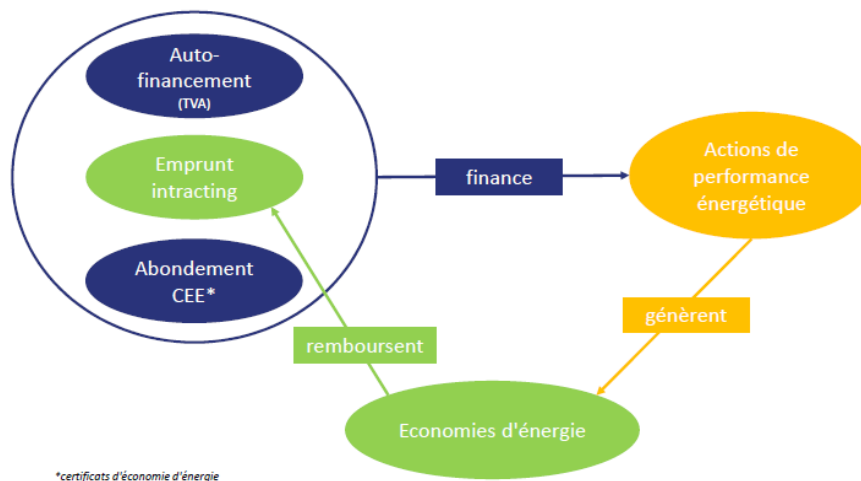 Auto-
financement
(TVA)
Emprunt
intracting
Abondement
CEE*
finance
Actions de
performance
énergétique
génèrent
remboursent
Economies d'énergie
*certificats d'économie d'énergie